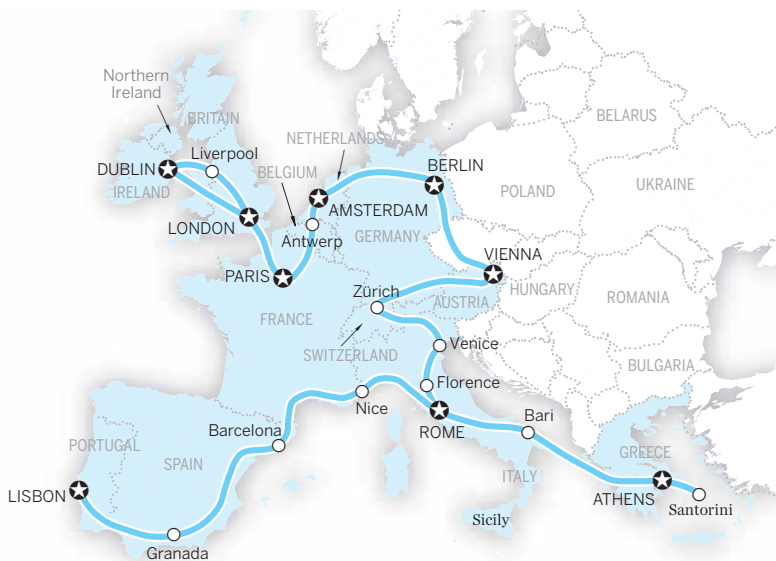 Northern
Ireland
BRITAIN
DUBLIN
Liverpool
IRELAND
NETHERLANDS
BELGIUM
BERLIN
BELARUS
POLAND
UKRAINE
LONDON
AMSTERDAM
Antwerp
GERMANY
PARIS
VIENNA
Zürich
AUSTRIA
HUNGARY
ROMANIA
FRANCE
SWITZERLAND
Venice
BULGARIA
Florence
Nice
ROME
Bari
Barcelona
PORTUGAL
SPAIN
ITALY
GREECE
LISBON
ATHENS
Santorini
Sicily
Granada